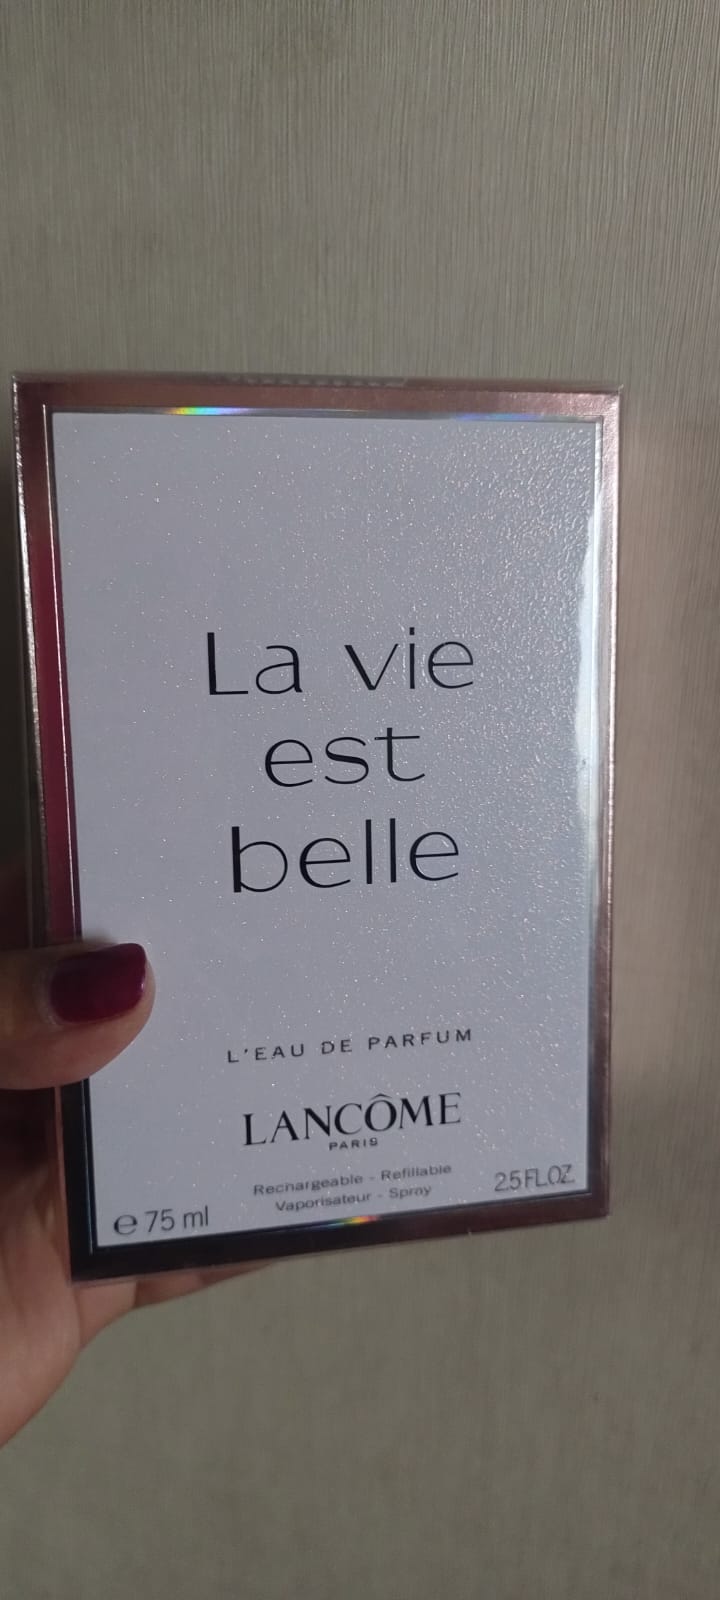 La vie
est
belle
L'EAU DE PARFUM
LANCÔME
PARIS
Rechargeable - Refillable
Vaporisateur - Spray
e 75 ml
2.5 FL.OZ.